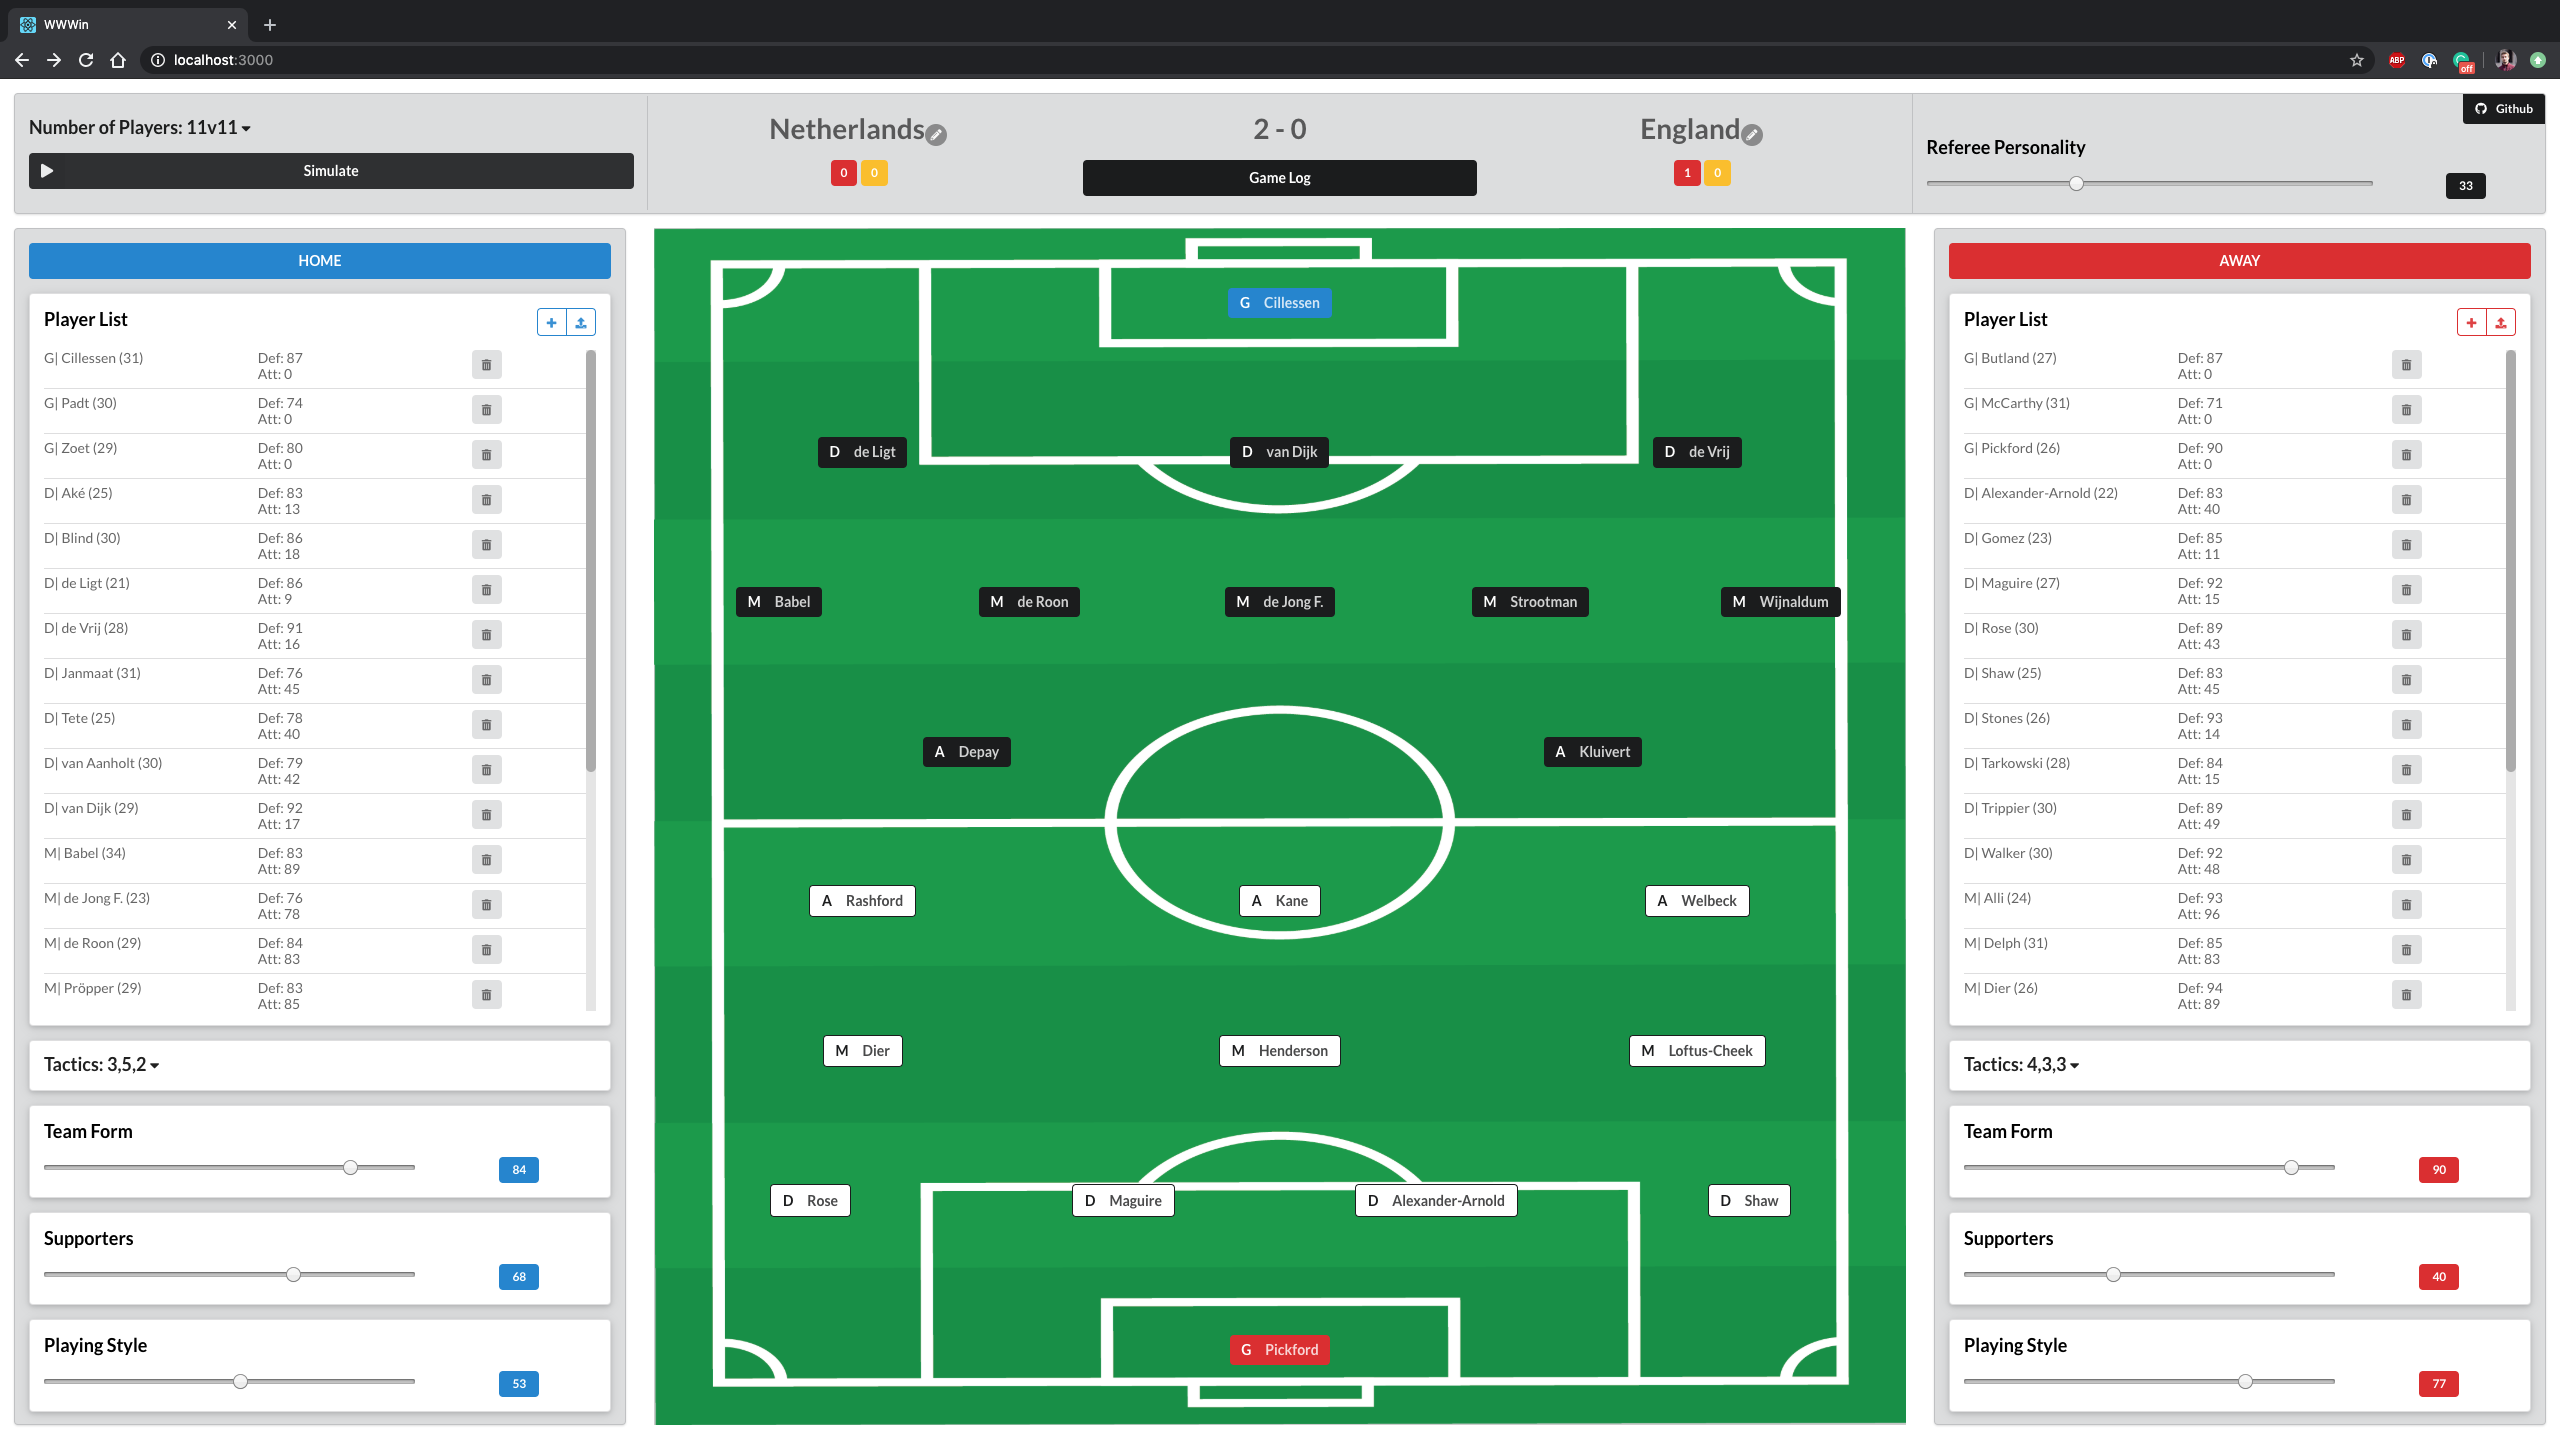 WWWin
localhost:3000
ABP
off
Number of Players: 11v11
Simulate
Netherlands
0 0
2 - 0
Game Log
England
1 0
Github
Referee Personality
33
HOME
Player List
G| Cillessen (31) Def: 87
Att: 0
G| Padt (30) Def: 74
Att: 0
G| Zoet (29) Def: 80
Att: 0
D| Aké (25) Def: 83
Att: 13
D| Blind (30) Def: 86
Att: 18
D| de Ligt (21) Def: 86
Att: 9
D| de Vrij (28) Def: 91
Att: 16
D| Janmaat (31) Def: 76
Att: 45
D| Tete (25) Def: 78
Att: 40
D| van Aanholt (30) Def: 79
Att: 42
D| van Dijk (29) Def: 92
Att: 17
M| Babel (34) Def: 83
Att: 89
M| de Jong F. (23) Def: 76
Att: 78
M| de Roon (29) Def: 84
Att: 83
M| Pröpper (29) Def: 83
Att: 85
Tactics: 3,5,2
Team Form
84
Supporters
68
Playing Style
53
G Cillessen
D de Ligt
D van Dijk
D de Vrij
M Babel
M de Roon
M de Jong F.
M Strootman
M Wijnaldum
A Depay
A Kluivert
A Rashford
A Kane
A Welbeck
M Dier
M Henderson
M Loftus-Cheek
D Rose
D Maguire
D Alexander-Arnold
D Shaw
G Pickford
AWAY
Player List
G| Butland (27) Def: 87
Att: 0
G| McCarthy (31) Def: 71
Att: 0
G| Pickford (26) Def: 90
Att: 0
D| Alexander-Arnold (22) Def: 83
Att: 40
D| Gomez (23) Def: 85
Att: 11
D| Maguire (27) Def: 92
Att: 15
D| Rose (30) Def: 89
Att: 43
D| Shaw (25) Def: 83
Att: 45
D| Stones (26) Def: 93
Att: 14
D| Tarkowski (28) Def: 84
Att: 15
D| Trippier (30) Def: 89
Att: 49
D| Walker (30) Def: 92
Att: 48
M| Alli (24) Def: 93
Att: 96
M| Delph (31) Def: 85
Att: 83
M| Dier (26) Def: 94
Att: 89
Tactics: 4,3,3
Team Form
90
Supporters
40
Playing Style
77